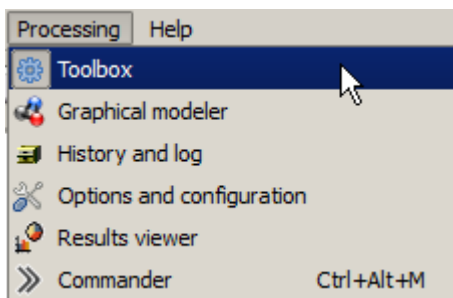 Processing Help
Toolbox
Graphical modeler
History and log
Options and configuration
Results viewer
Commander Ctrl+Alt+M